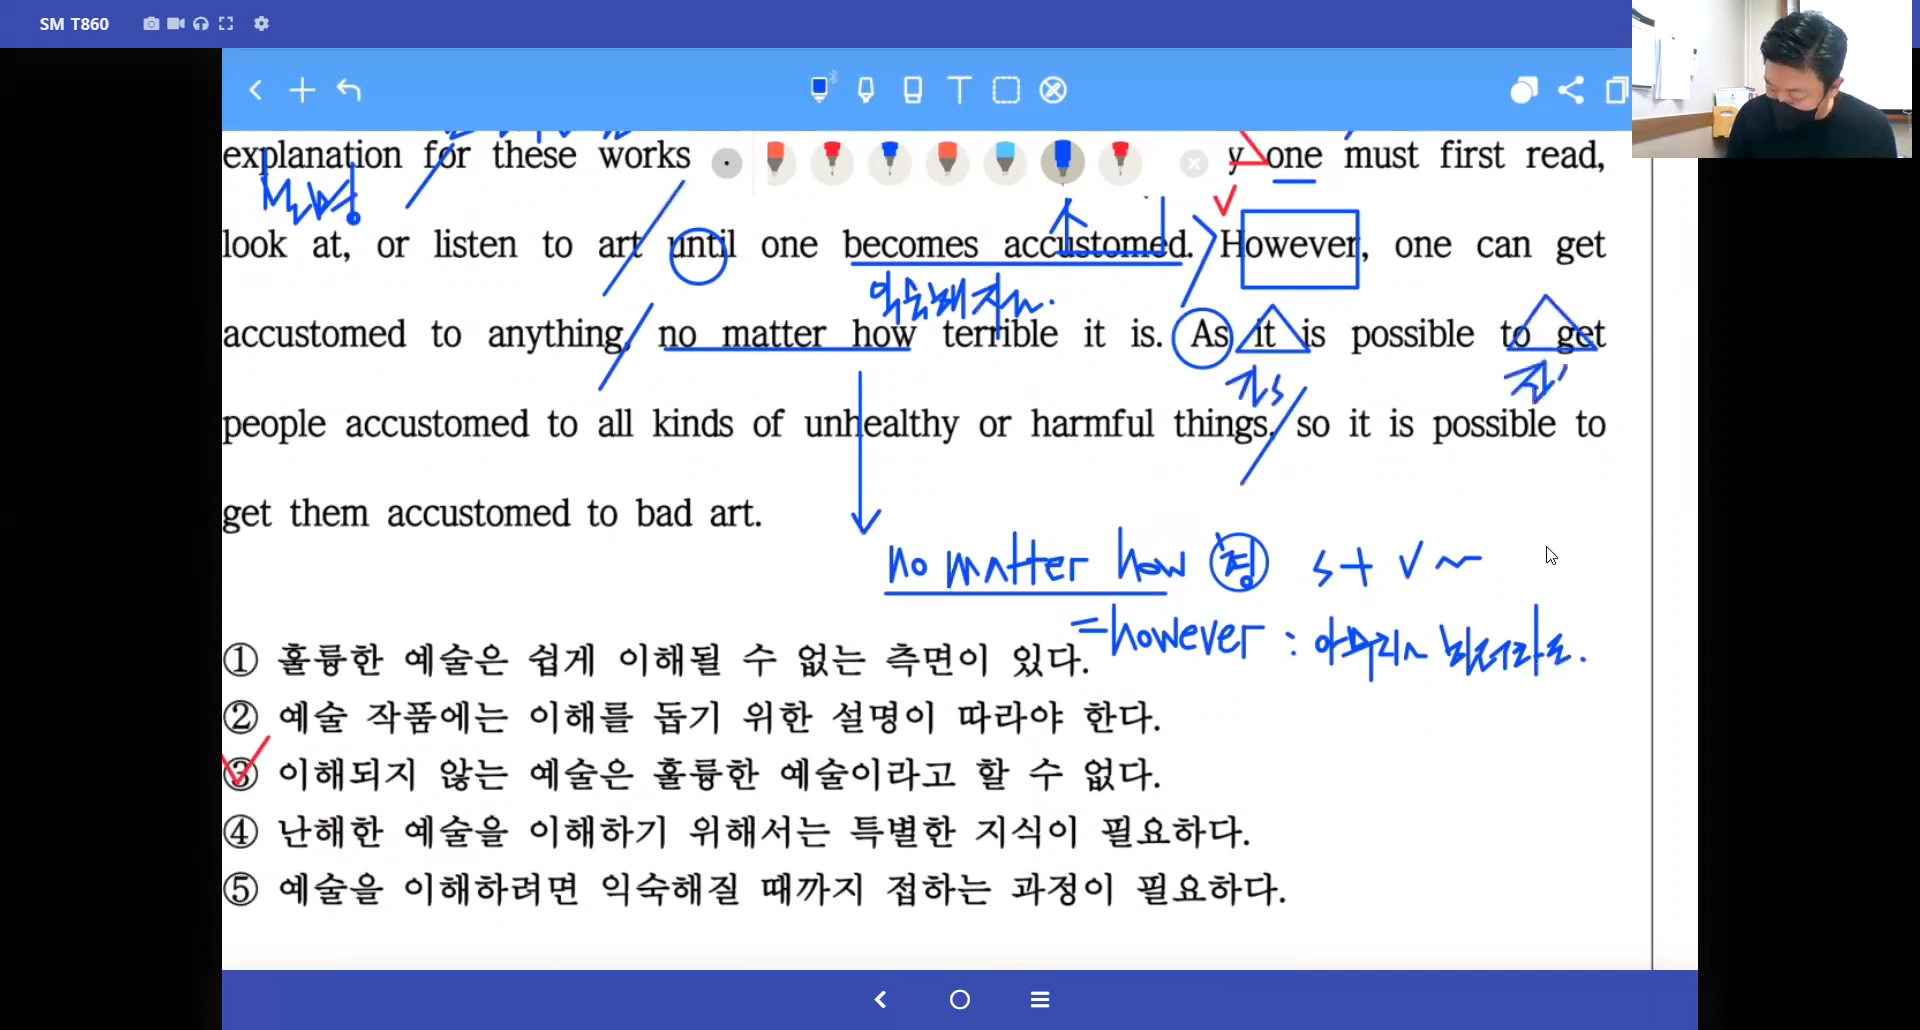 SM T860
explanation for these works y one must first read,
설명
look at, or listen to art until one becomes accustomed. However, one can get
익숙해지는.
accustomed to anything, no matter how terrible it is. As it is possible to get
가S 진
people accustomed to all kinds of unhealthy or harmful things, so it is possible to
get them accustomed to bad art.
no matter how 형 s + v ~
= however : 아무리~ 할지라도.
① 훌륭한 예술은 쉽게 이해될 수 없는 측면이 있다.
② 예술 작품에는 이해를 돕기 위한 설명이 따라야 한다.
③ 이해되지 않는 예술은 훌륭한 예술이라고 할 수 없다.
④ 난해한 예술을 이해하기 위해서는 특별한 지식이 필요하다.
⑤ 예술을 이해하려면 익숙해질 때까지 접하는 과정이 필요하다.